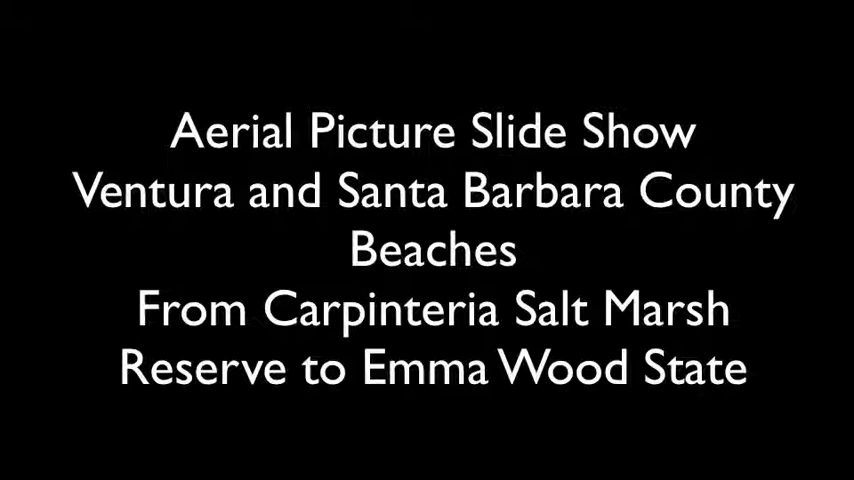 Aerial Picture Slide Show
Ventura and Santa Barbara County
Beaches
From Carpinteria Salt Marsh
Reserve to Emma Wood State